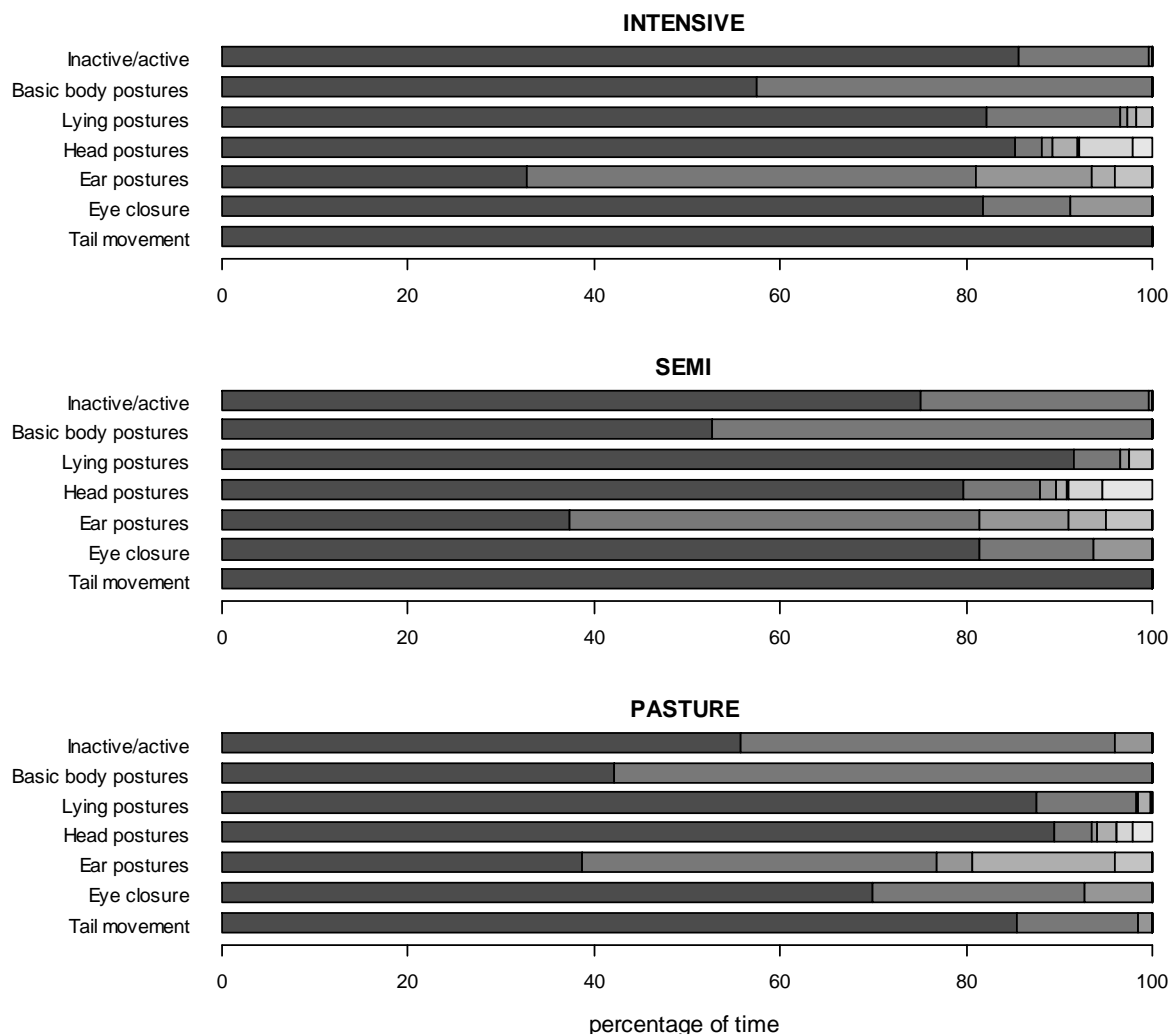 INTENSIVE
Inactive/active
Basic body postures
Lying postures
Head postures
Ear postures
Eye closure
Tail movement
0 20 40 60 80 100
SEMI
Inactive/active
Basic body postures
Lying postures
Head postures
Ear postures
Eye closure
Tail movement
0 20 40 60 80 100
PASTURE
Inactive/active
Basic body postures
Lying postures
Head postures
Ear postures
Eye closure
Tail movement
0 20 40 60 80 100
percentage of time